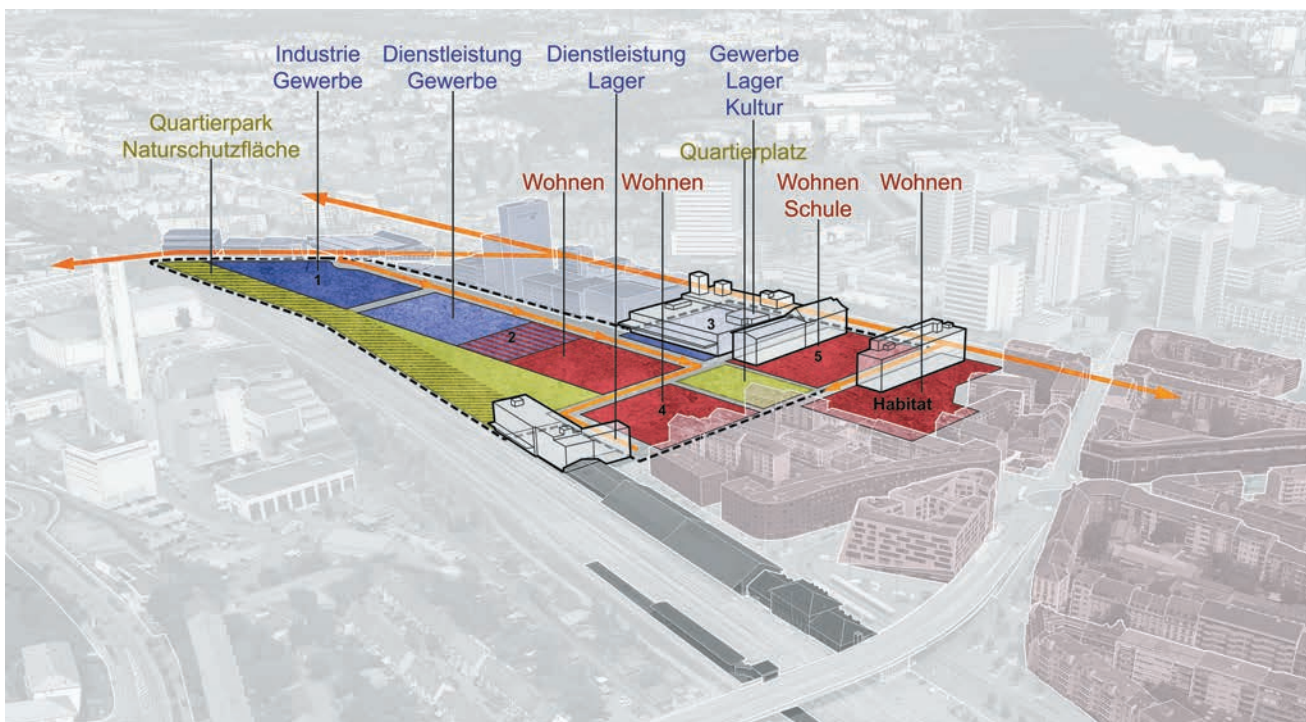 Industrie
Gewerbe
Dienstleistung
Gewerbe
Dienstleistung
Lager
Gewerbe
Lager
Kultur
Quartierpark
Naturschutzfläche
Quartierplatz
Wohnen
Wohnen
Wohnen
Schule
Wohnen
1
2
3
4
5
Habitat